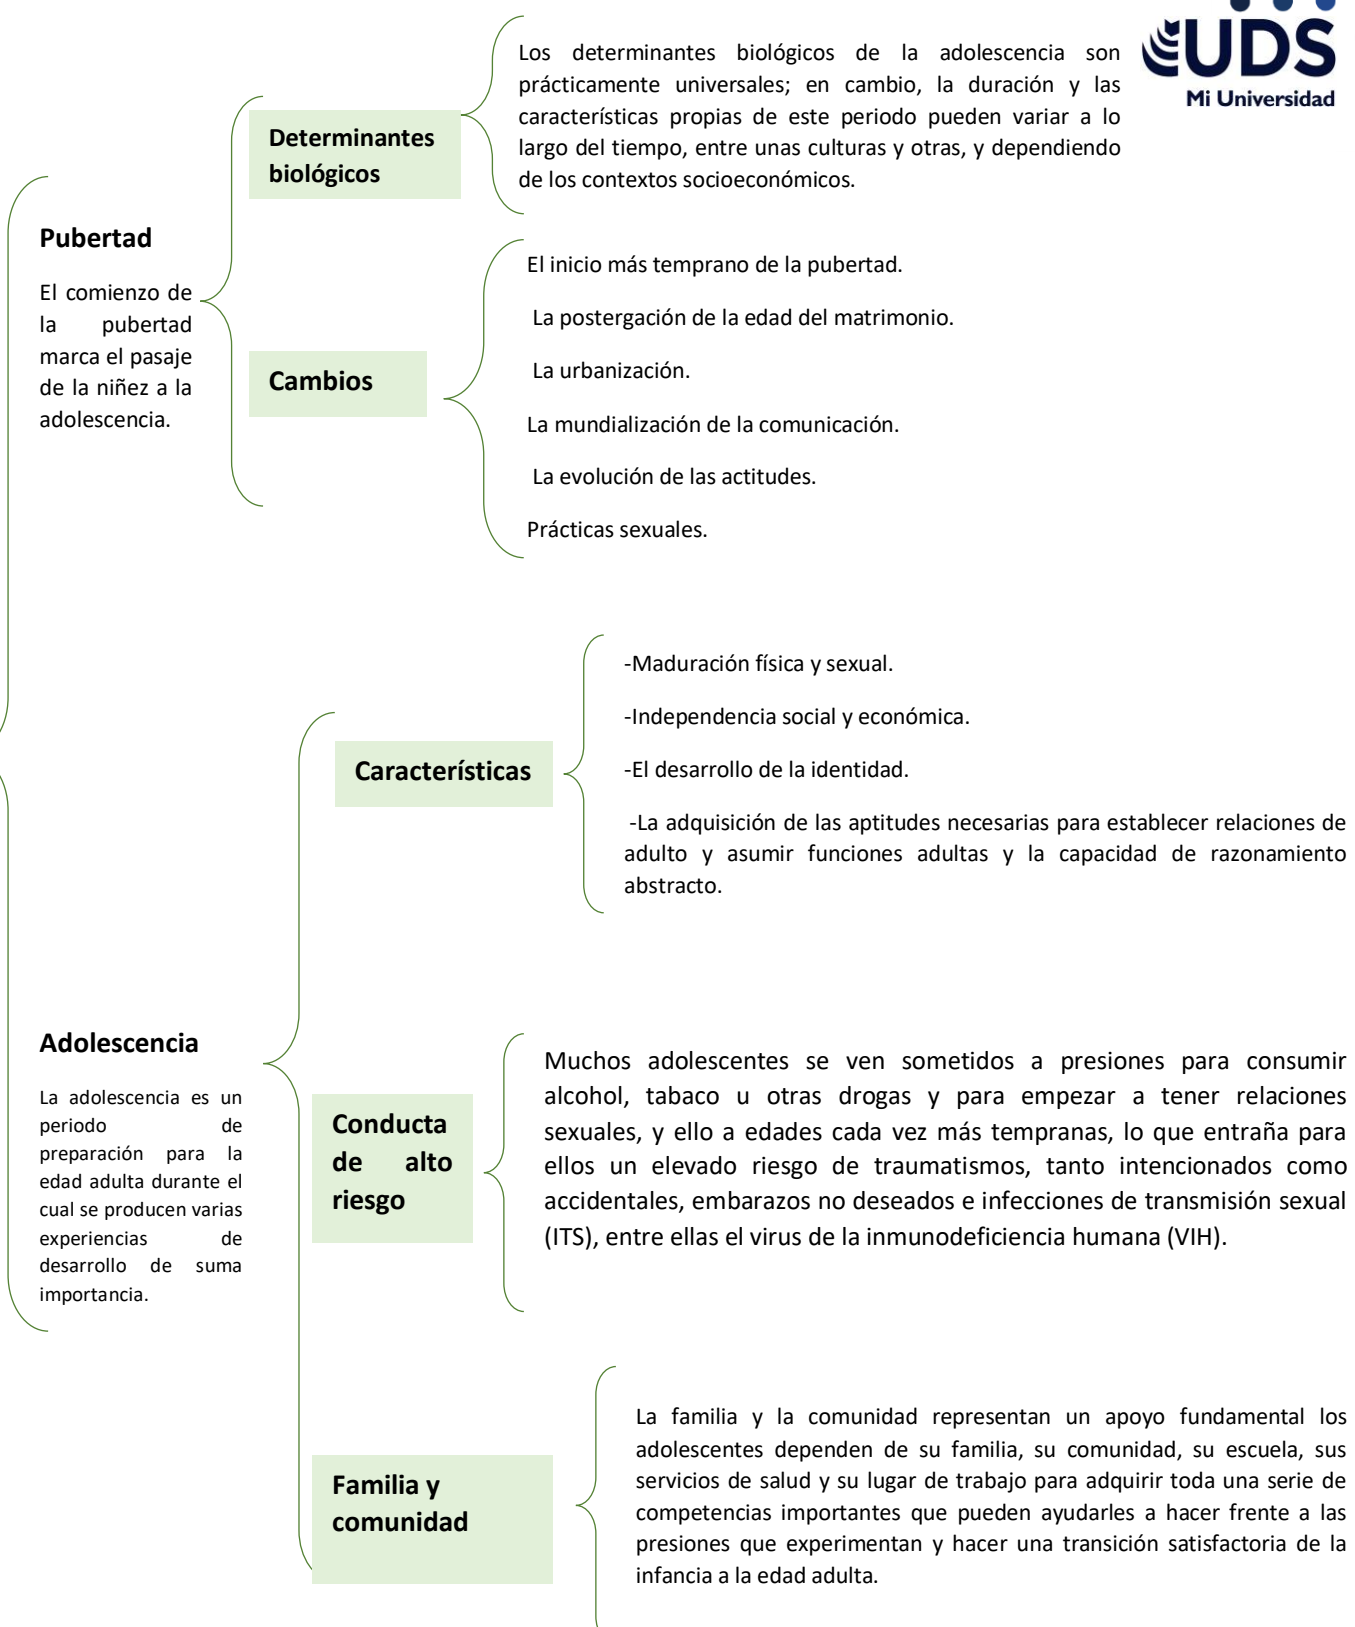 UDS
Mi Universidad
Los determinantes biológicos de la adolescencia son
prácticamente universales; en cambio, la duración y las
características propias de este periodo pueden variar a lo
largo del tiempo, entre unas culturas y otras, y dependiendo
de los contextos socioeconómicos.
Determinantes
biológicos
Pubertad
El comienzo de
la pubertad
marca el pasaje
de la niñez a la
adolescencia.
Cambios
El inicio más temprano de la pubertad.
La postergación de la edad del matrimonio.
La urbanización.
La mundialización de la comunicación.
La evolución de las actitudes.
Prácticas sexuales.
Características
-Maduración física y sexual.
-Independencia social y económica.
-El desarrollo de la identidad.
-La adquisición de las aptitudes necesarias para establecer relaciones de
adulto y asumir funciones adultas y la capacidad de razonamiento
abstracto.
Adolescencia
La adolescencia es un
periodo de
preparación para la
edad adulta durante el
cual se producen varias
experiencias de
desarrollo de suma
importancia.
Conducta
de alto
riesgo
Muchos adolescentes se ven sometidos a presiones para consumir
alcohol, tabaco u otras drogas y para empezar a tener relaciones
sexuales, y ello a edades cada vez más tempranas, lo que entraña para
ellos un elevado riesgo de traumatismos, tanto intencionados como
accidentales, embarazos no deseados e infecciones de transmisión sexual
(ITS), entre ellas el virus de la inmunodeficiencia humana (VIH).
Familia y
comunidad
La familia y la comunidad representan un apoyo fundamental los
adolescentes dependen de su familia, su comunidad, su escuela, sus
servicios de salud y su lugar de trabajo para adquirir toda una serie de
competencias importantes que pueden ayudarles a hacer frente a las
presiones que experimentan y hacer una transición satisfactoria de la
infancia a la edad adulta.